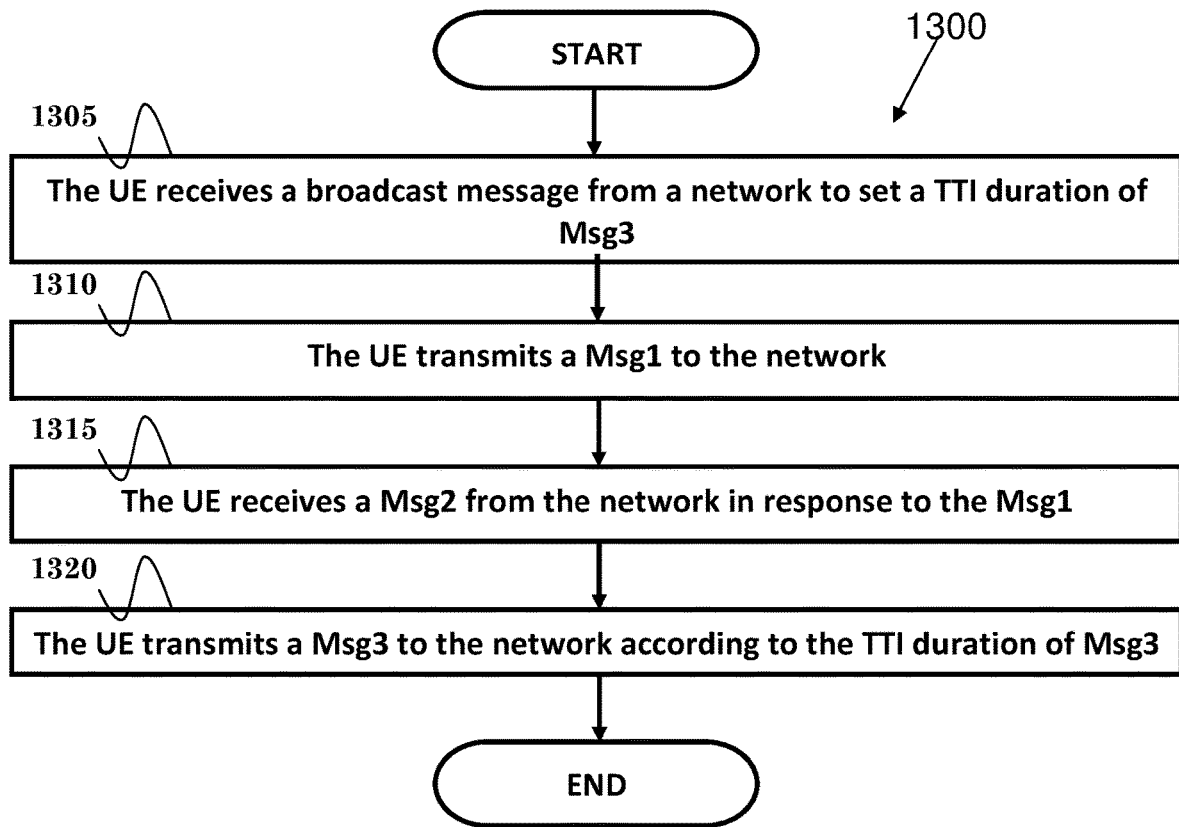 START
1300
1305
The UE receives a broadcast message from a network to set a TTI duration of
Msg3
1310
The UE transmits a Msg1 to the network
1315
The UE receives a Msg2 from the network in response to the Msg1
1320
The UE transmits a Msg3 to the network according to the TTI duration of Msg3
END